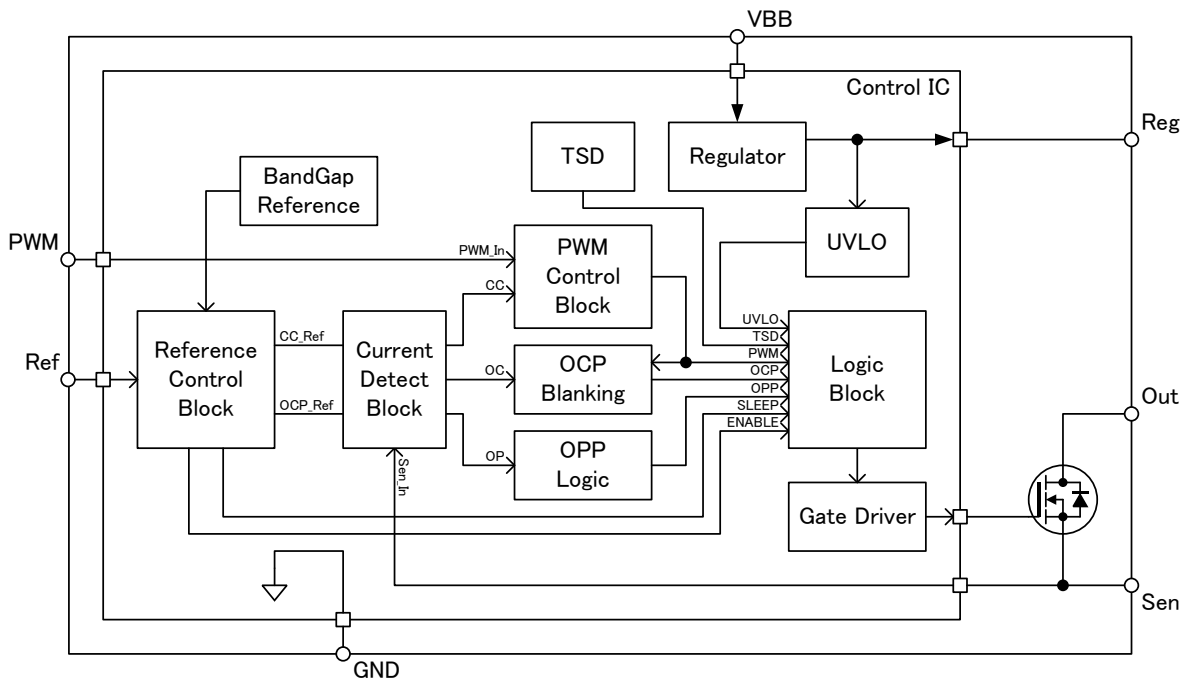 VBB
Control IC
Reg
TSD
Regulator
BandGap
Reference
PWM
PWM_In
PWM
Control
Block
UVLO
CC
Ref
Reference
Control
Block
CC_Ref
OCP_Ref
Current
Detect
Block
OC
OCP
Blanking
OP
OPP
Logic
Sen_In
UVLO
TSD
PWM
OCP
OPP
SLEEP
ENABLE
Logic
Block
Out
Gate Driver
Sen
GND